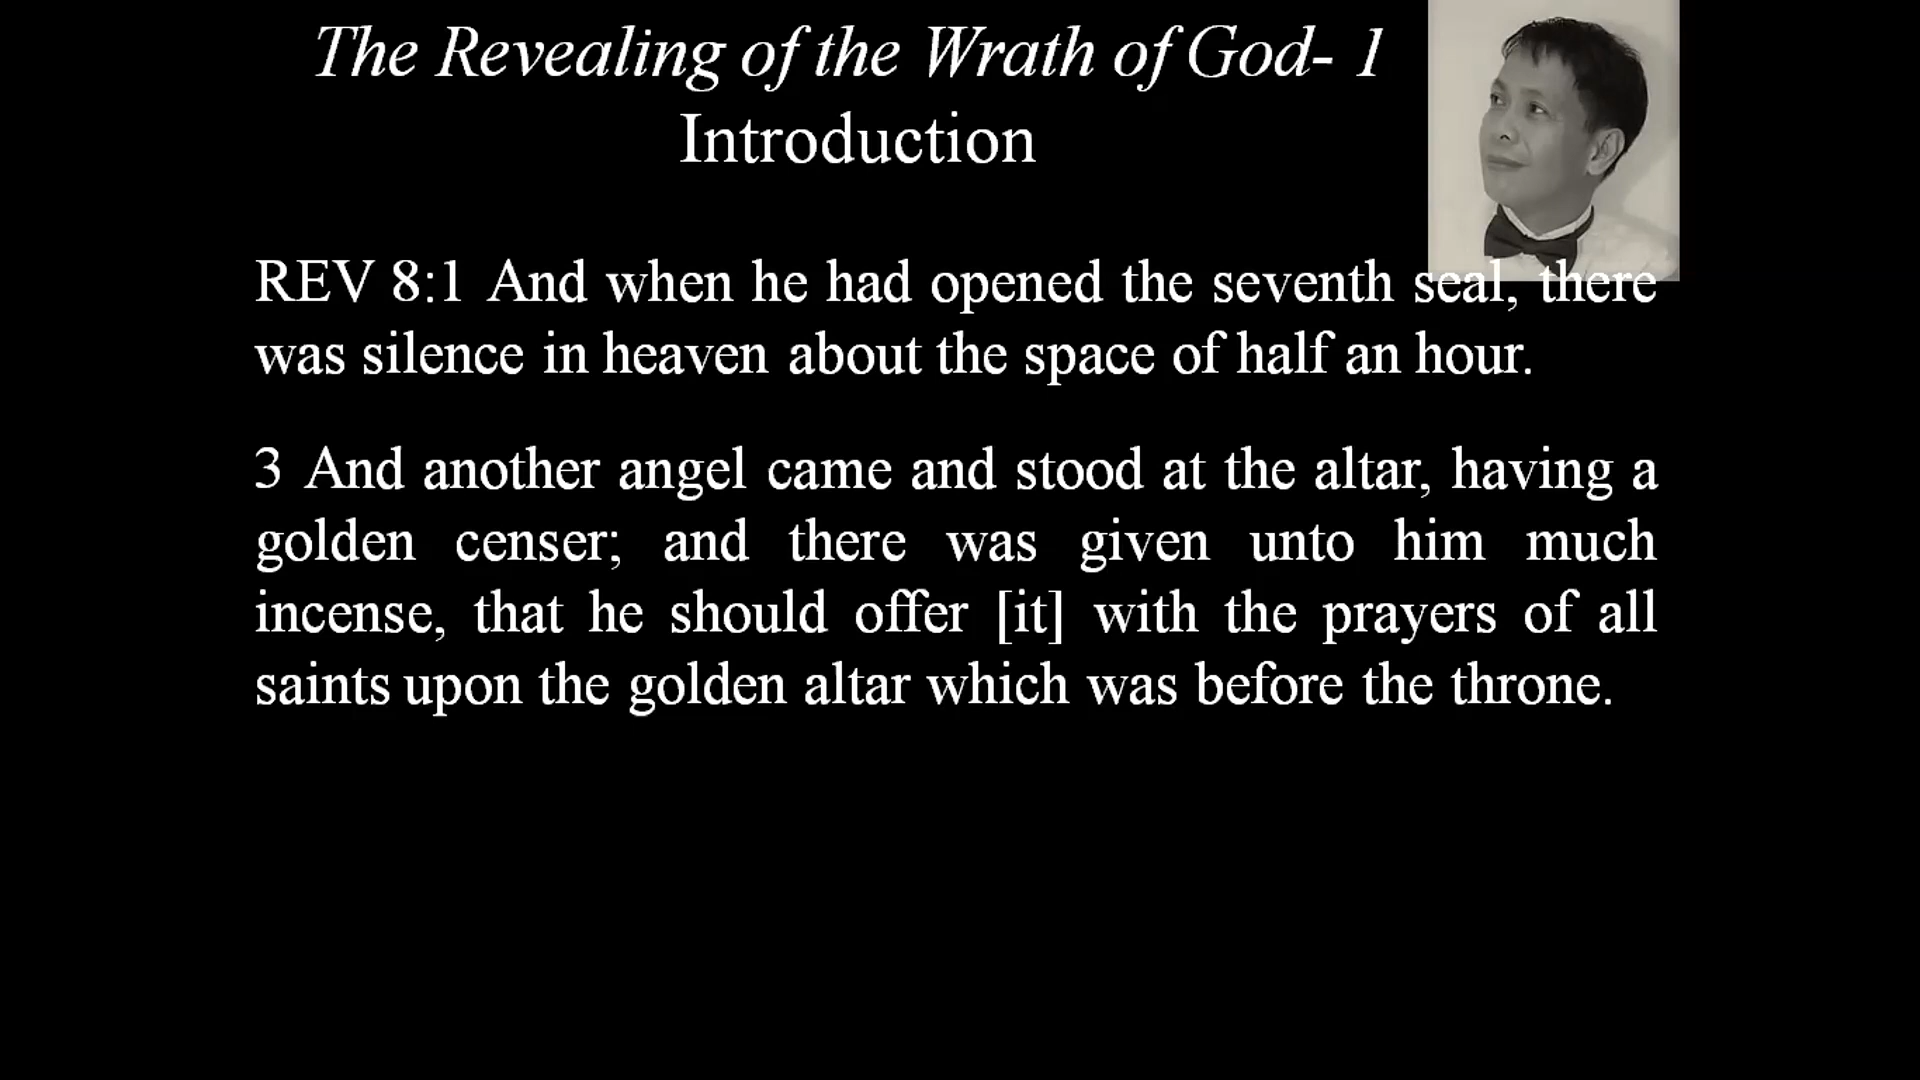 The Revealing of the Wrath of God- 1
Introduction
REV 8:1 And when he had opened the seventh seal, there
was silence in heaven about the space of half an hour.
3 And another angel came and stood at the altar, having a
golden censer; and there was given unto him much
incense, that he should offer [it] with the prayers of all
saints upon the golden altar which was before the throne.